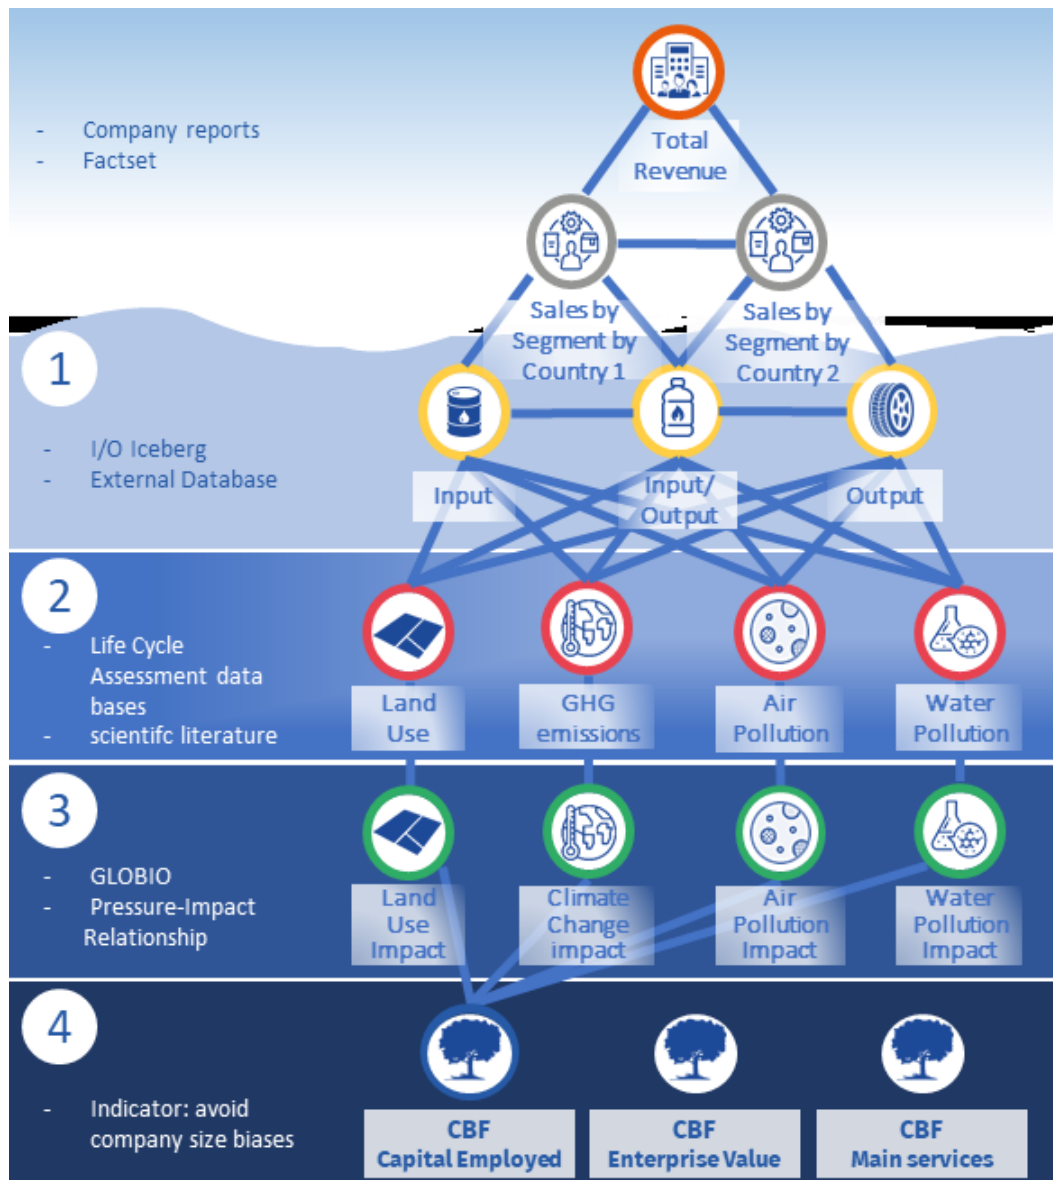 - Company reports
- Factset
Total
Revenue
Sales by
Segment by
Country 1
Sales by
Segment by
Country 2
1
- I/O Iceberg
- External Database
Input
Input/
Output
Output
2
- Life Cycle
Assessment data
bases
- scientifc literature
Land
Use
GHG
emissions
Air
Pollution
Water
Pollution
3
- GLOBIO
- Pressure-Impact
Relationship
Land
Use
Impact
Climate
Change
impact
Air
Pollution
Impact
Water
Pollution
Impact
4
- Indicator: avoid
company size biases
CBF
Capital Employed
CBF
Enterprise Value
CBF
Main services